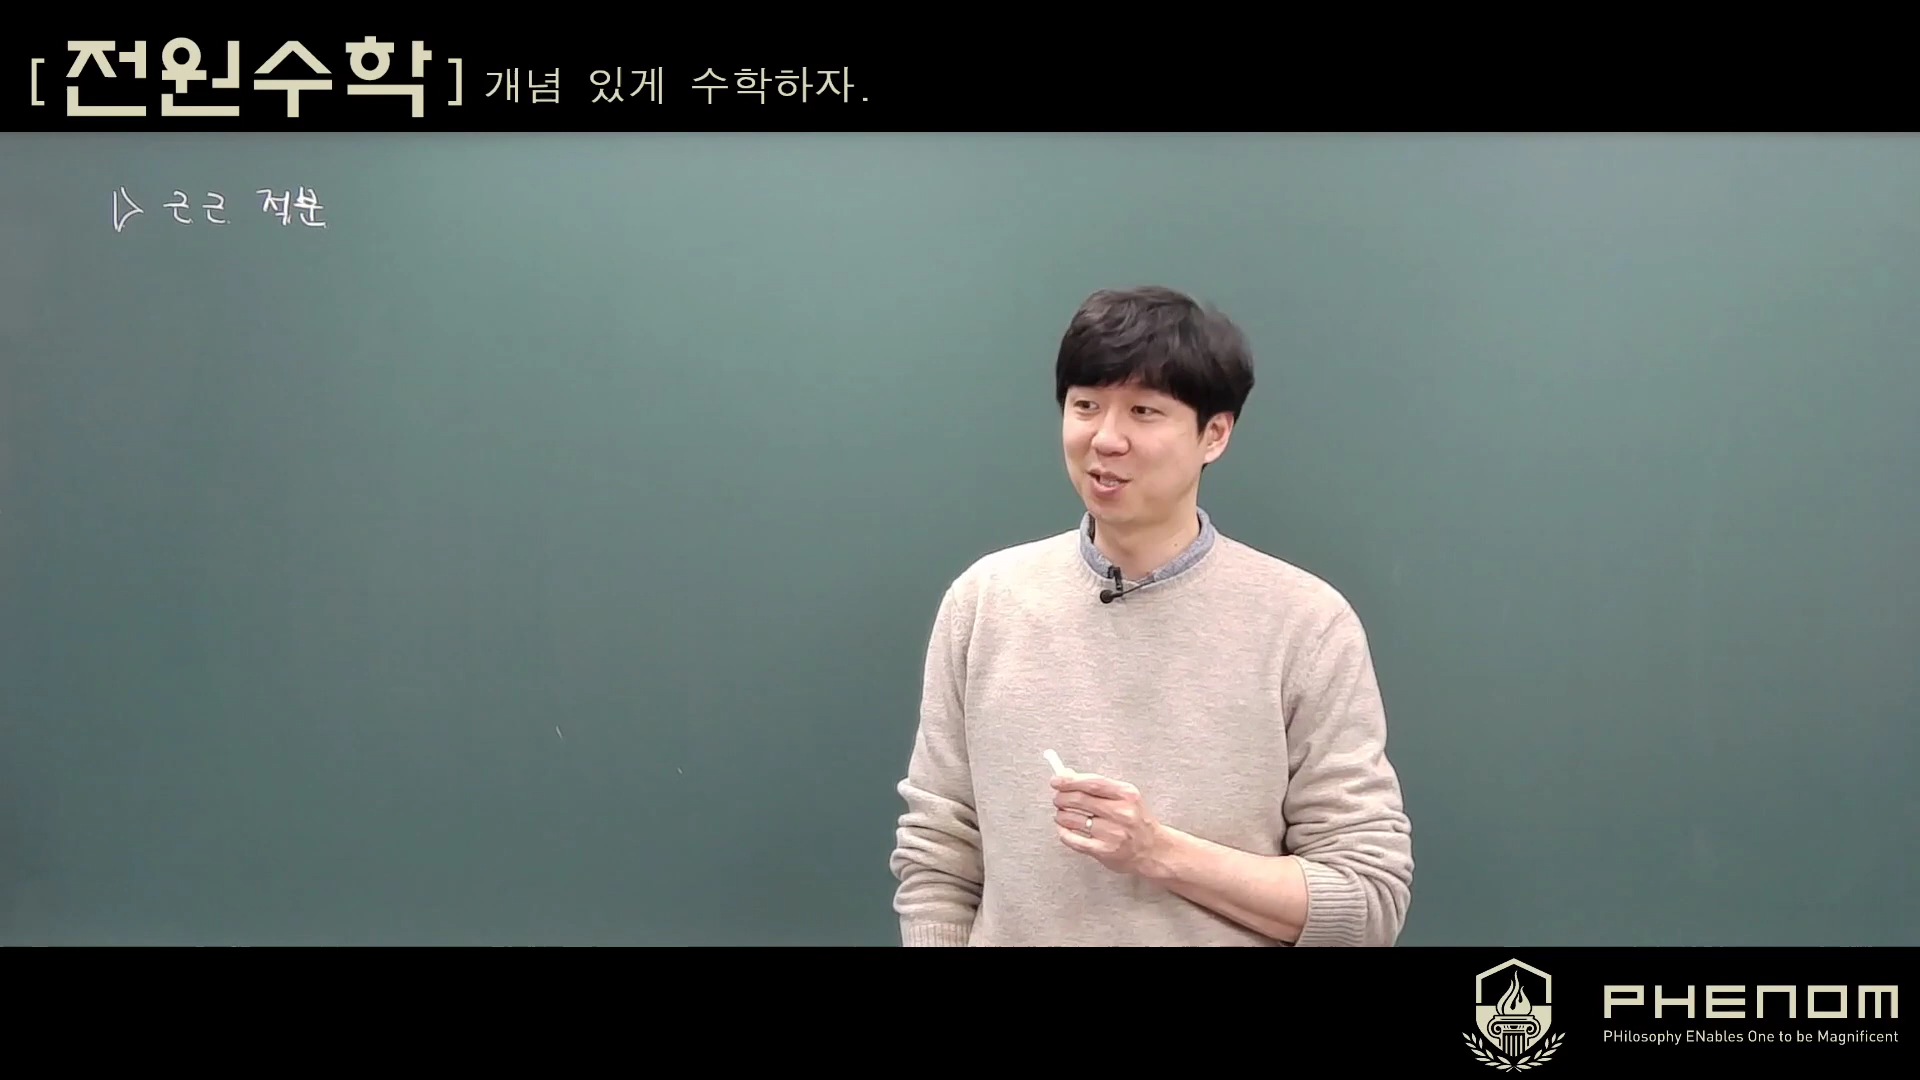 [전원수학] 개념 있게 수학하자.
▷ 근근 적분
PHENOM
PHilosophy ENables One to be Magnificent